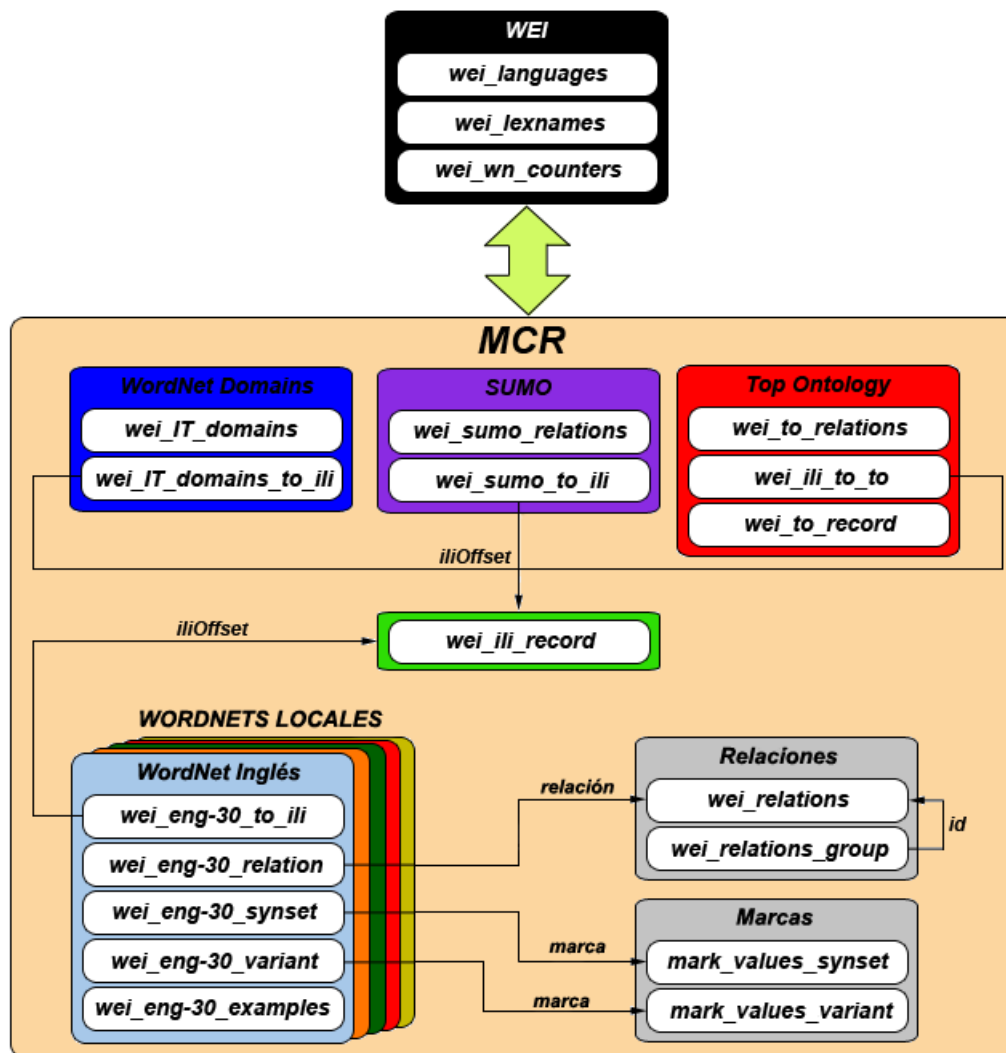 WEI
wei_languages
wei_lexnames
wei_wn_counters
MCR
WordNet Domains
wei_IT_domains
wei_IT_domains_to_ili
SUMO
wei_sumo_relations
wei_sumo_to_ili
Top Ontology
wei_to_relations
wei_ili_to_to
wei_to_record
iliOffset
iliOffset
wei_ili_record
WORDNETS LOCALES
WordNet Inglés
wei_eng-30_to_ili
wei_eng-30_relation
wei_eng-30_synset
wei_eng-30_variant
wei_eng-30_examples
relación
marca
marca
Relaciones
wei_relations
wei_relations_group
id
Marcas
mark_values_synset
mark_values_variant